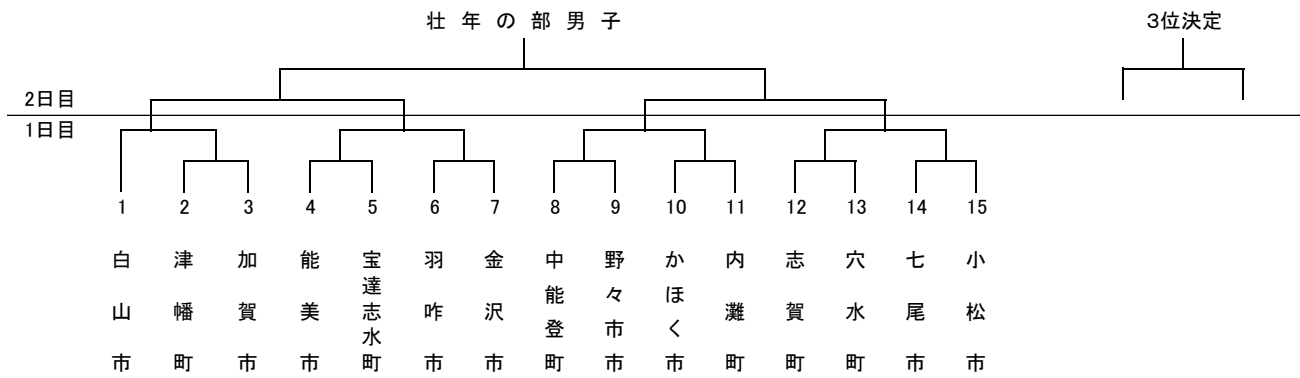 壮年の部男子
3位決定
2日目
1日目
1 2 3 4 5 6 7 8 9 10 11 12 13 14 15
白山市
津幡町
加賀市
能美市
宝達志水町
羽咋市
金沢市
中能登町
野々市市
かほく市
内灘町
志賀町
穴水町
七尾市
小松市